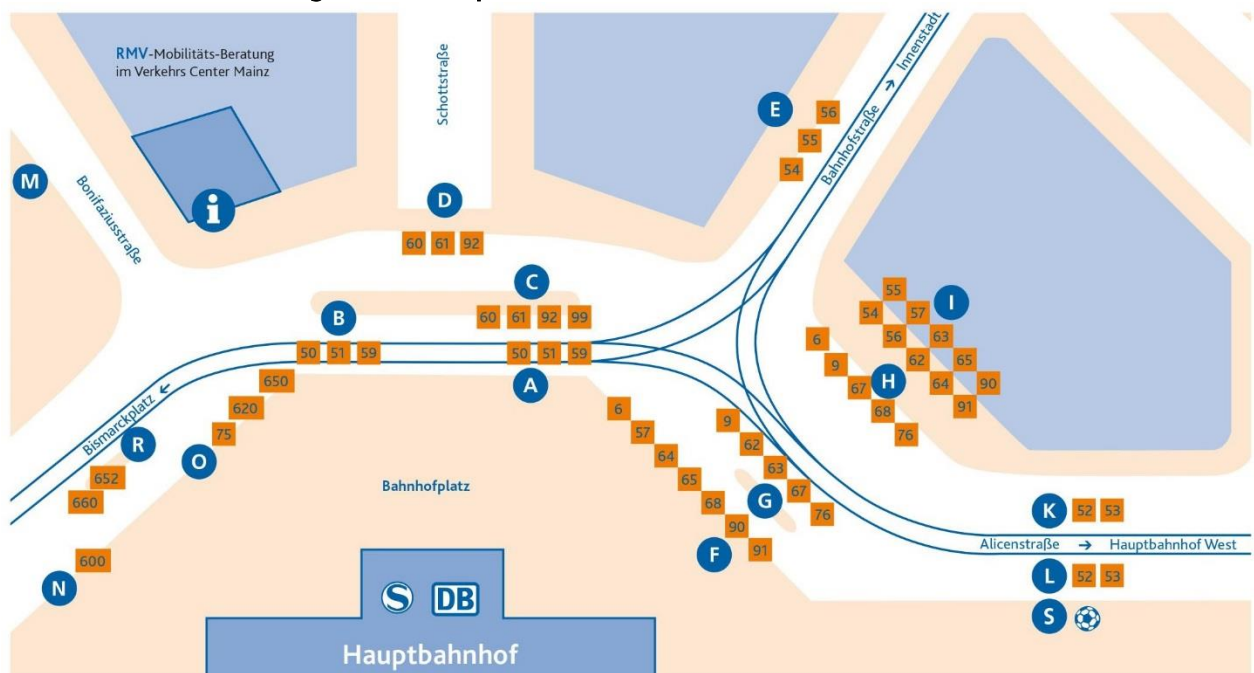 RMV-Mobilitäts-Beratung
im Verkehrs Center Mainz
Schottstraße
Bahnhofstraße → Innenstadt
E
56
55
54
M
Bonifaziusstraße
i
D
60 61 92
C
60 61 92 99
B
50 51 59
50 51 59
A
I
55
54 57
56 63
62 65
64 90
91
H
6
9
67
68
76
Bismarckplatz ←
650
620
75
O
R
652
660
600
N
Bahnhofplatz
6
57
64
65
68
90
91
F
9
62
63
67
76
G
K 52 53
Alicenstraße → Hauptbahnhof West
L 52 53
S
S DB
Hauptbahnhof